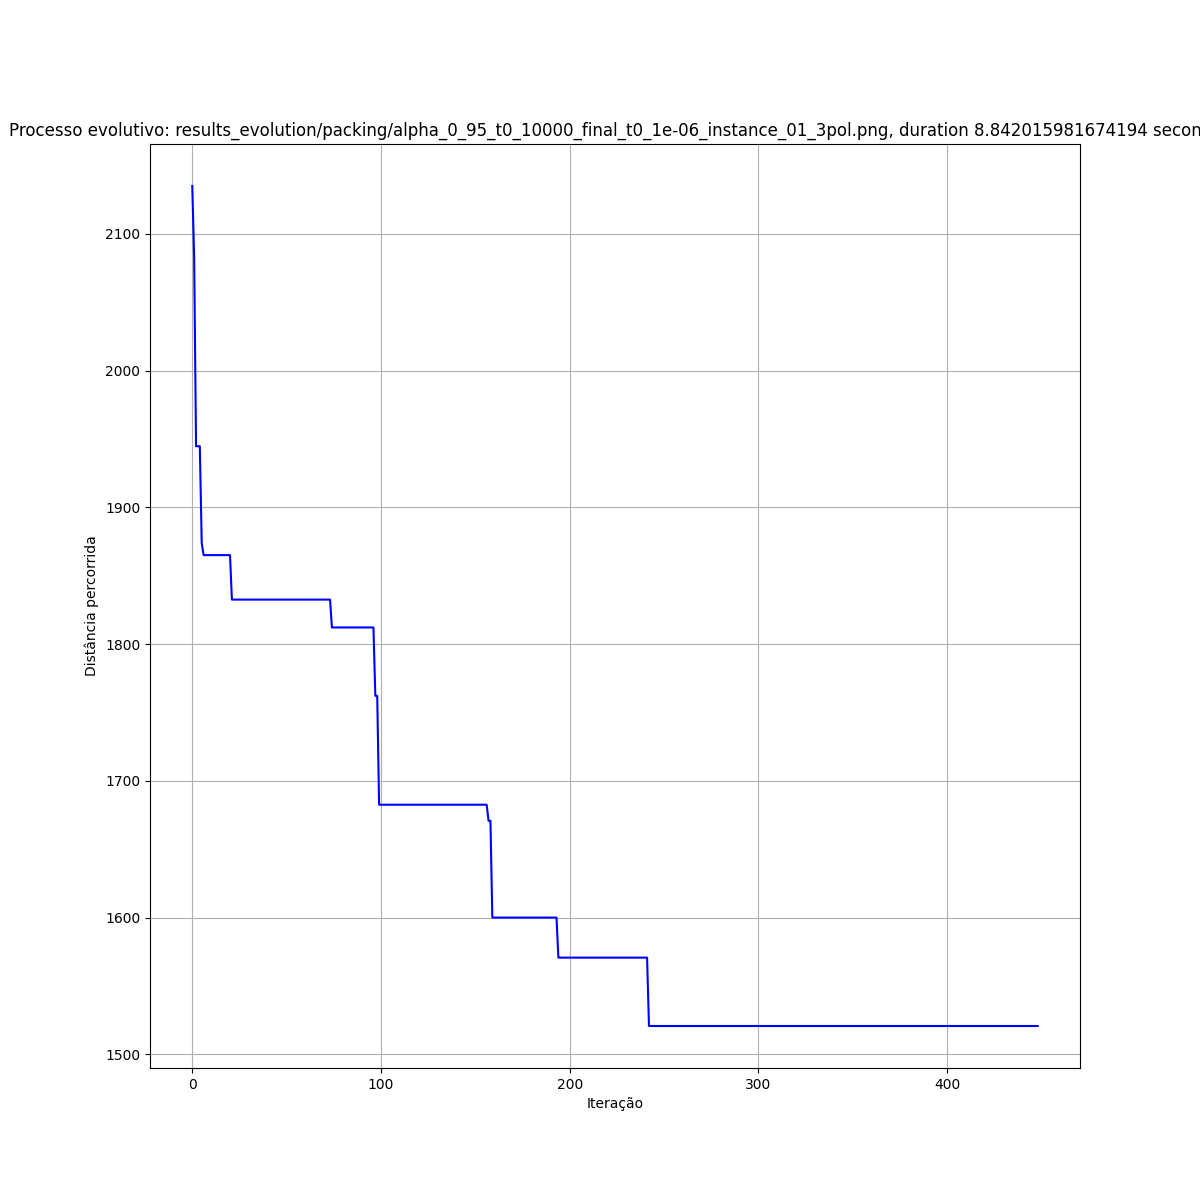 Processo evolutivo: results_evolution/packing/alpha_0_95_t0_10000_final_t0_1e-06_instance_01_3pol.png, duration 8.842015981674194 secon
2100
2000
1900
1800
1700
1600
1500
Distância percorrida
0 100 200 300 400
Iteração